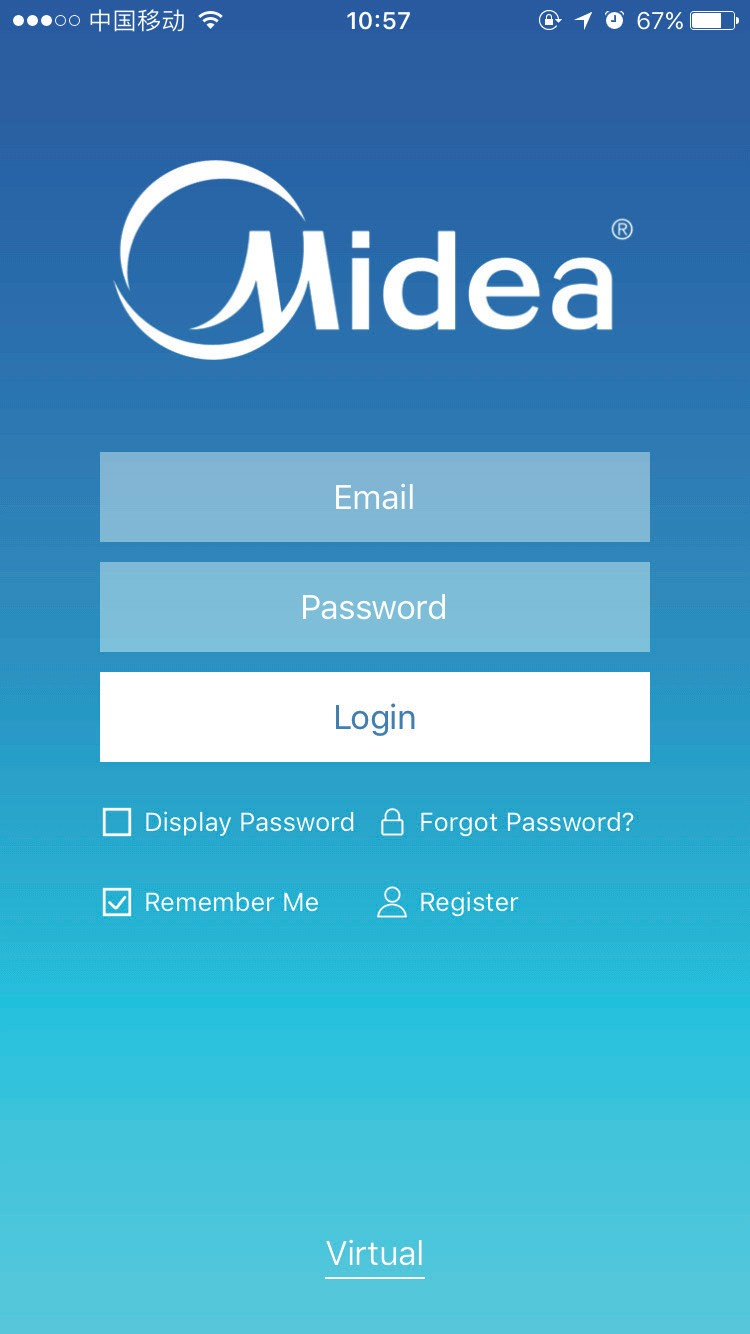 中国移动 10:57 67%
Midea®
Email
Password
Login
Display Password Forgot Password?
Remember Me Register
Virtual